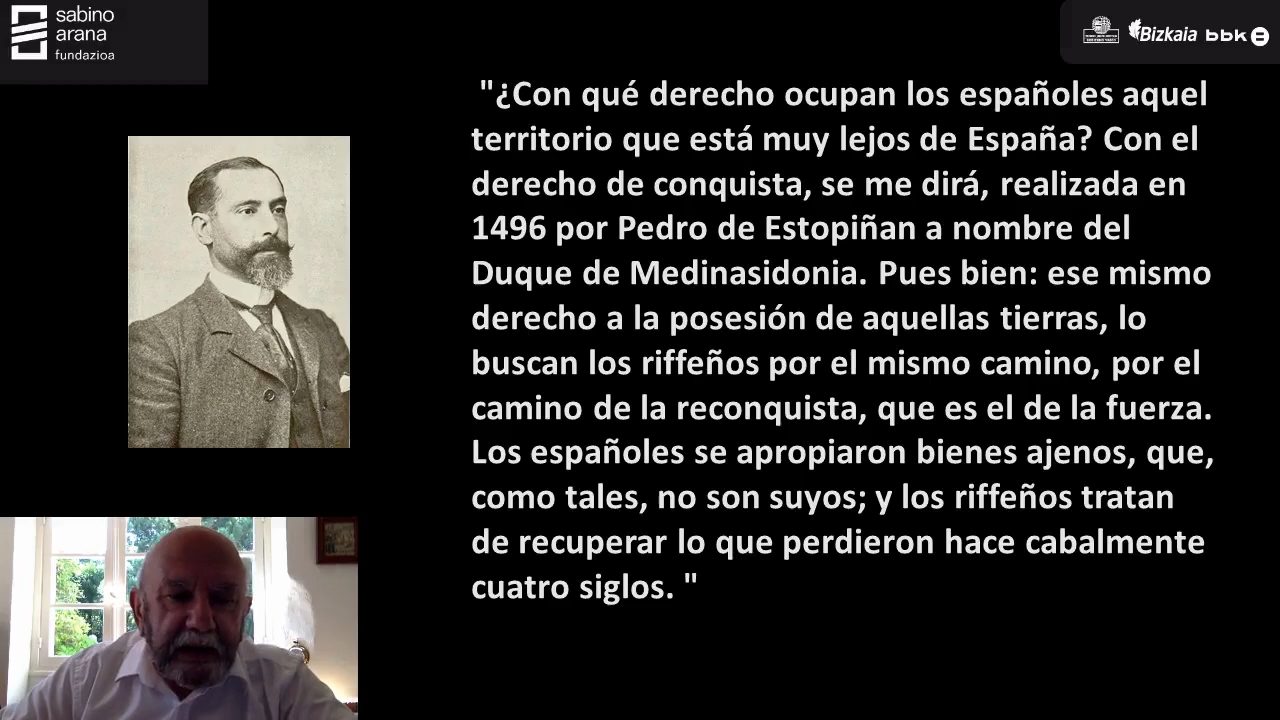 sabino
arana
fundazioa
Bizkaia bbk
"¿Con qué derecho ocupan los españoles aquel
territorio que está muy lejos de España? Con el
derecho de conquista, se me dirá, realizada en
1496 por Pedro de Estopiñan a nombre del
Duque de Medinasidonia. Pues bien: ese mismo
derecho a la posesión de aquellas tierras, lo
buscan los riffeños por el mismo camino, por el
camino de la reconquista, que es el de la fuerza.
Los españoles se apropiaron bienes ajenos, que,
como tales, no son suyos; y los riffeños tratan
de recuperar lo que perdieron hace cabalmente
cuatro siglos. "